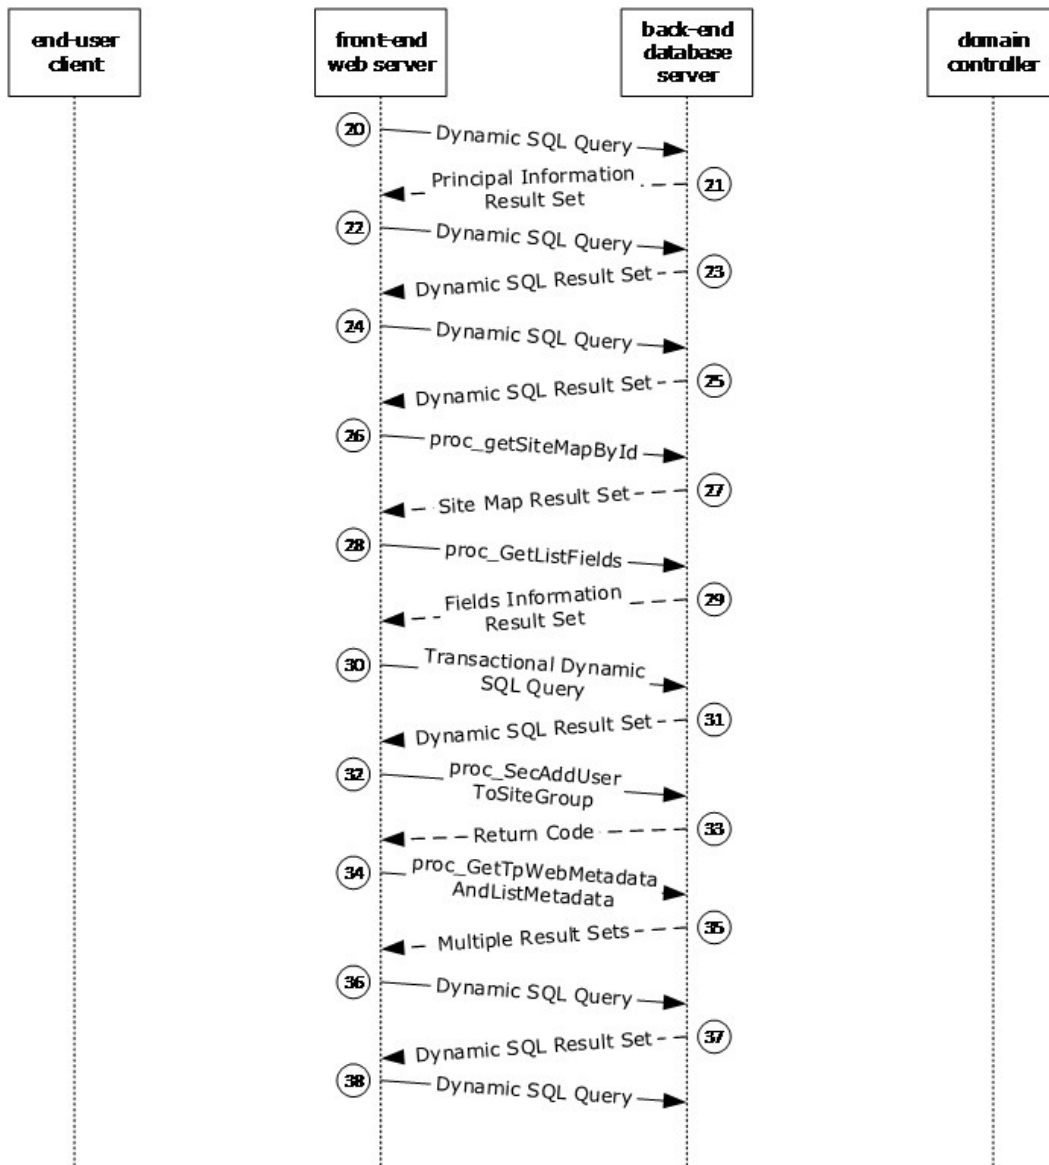 end-user
client
front-end
web server
back-end
database
server
domain
controller
20
Dynamic SQL Query
Principal Information
Result Set
21
22
Dynamic SQL Query
Dynamic SQL Result Set
23
24
Dynamic SQL Query
Dynamic SQL Result Set
25
26
proc_getSiteMapById
Site Map Result Set
27
28
proc_GetListFields
Fields Information
Result Set
29
30
Transactional Dynamic
SQL Query
Dynamic SQL Result Set
31
32
proc_SecAddUser
ToSiteGroup
Return Code
33
34
proc_GetTpWebMetadata
AndListMetadata
Multiple Result Sets
35
36
Dynamic SQL Query
Dynamic SQL Result Set
37
38
Dynamic SQL Query